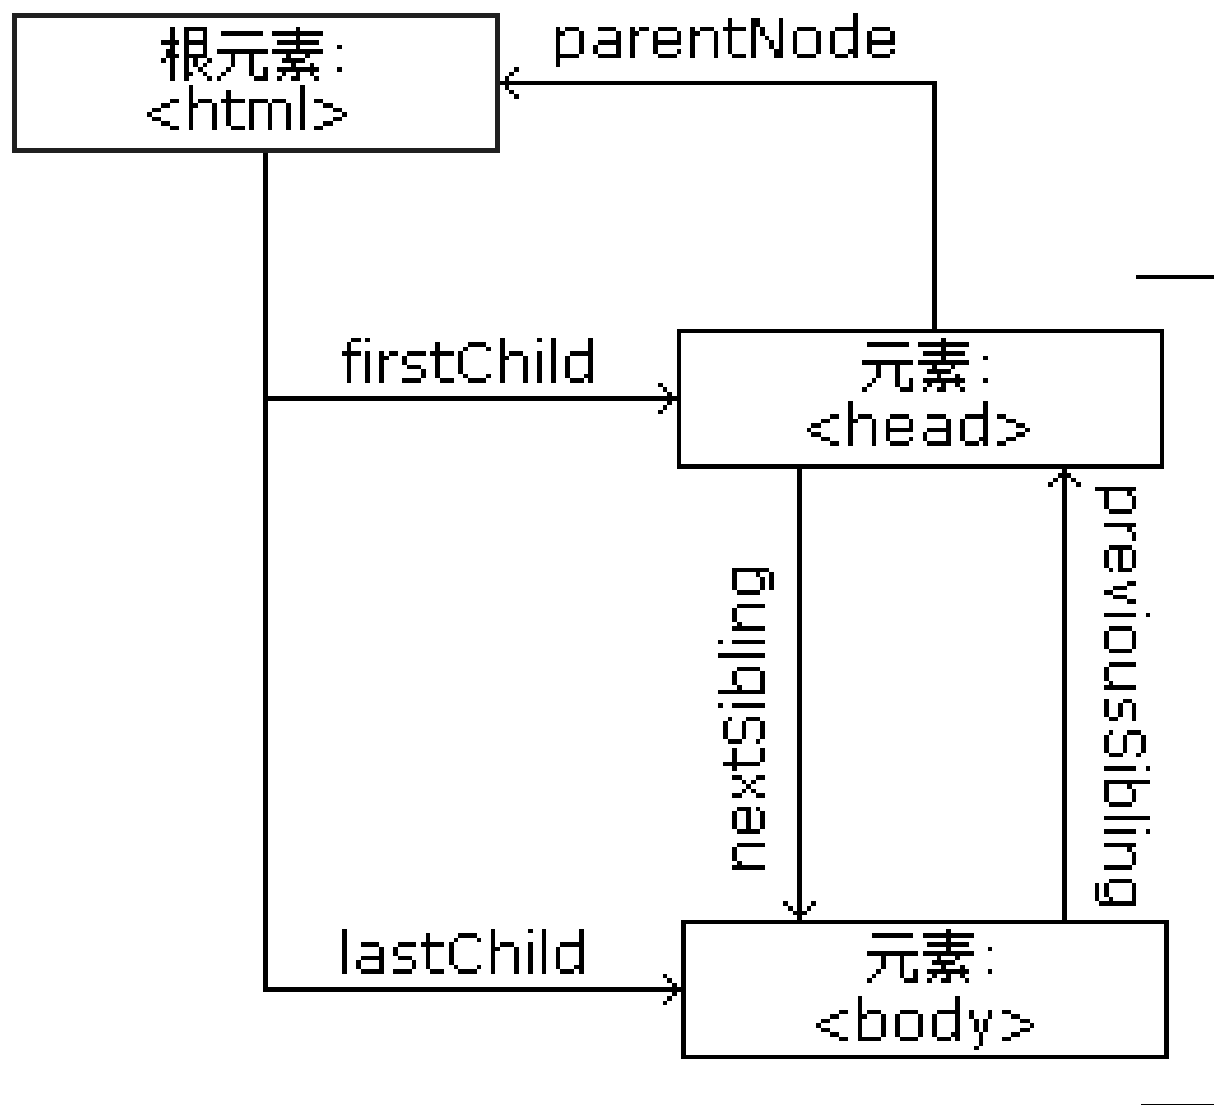 根元素:
<html>
parentNode
firstChild
元素:
<head>
nextSibling
previousSibling
lastChild
元素:
<body>